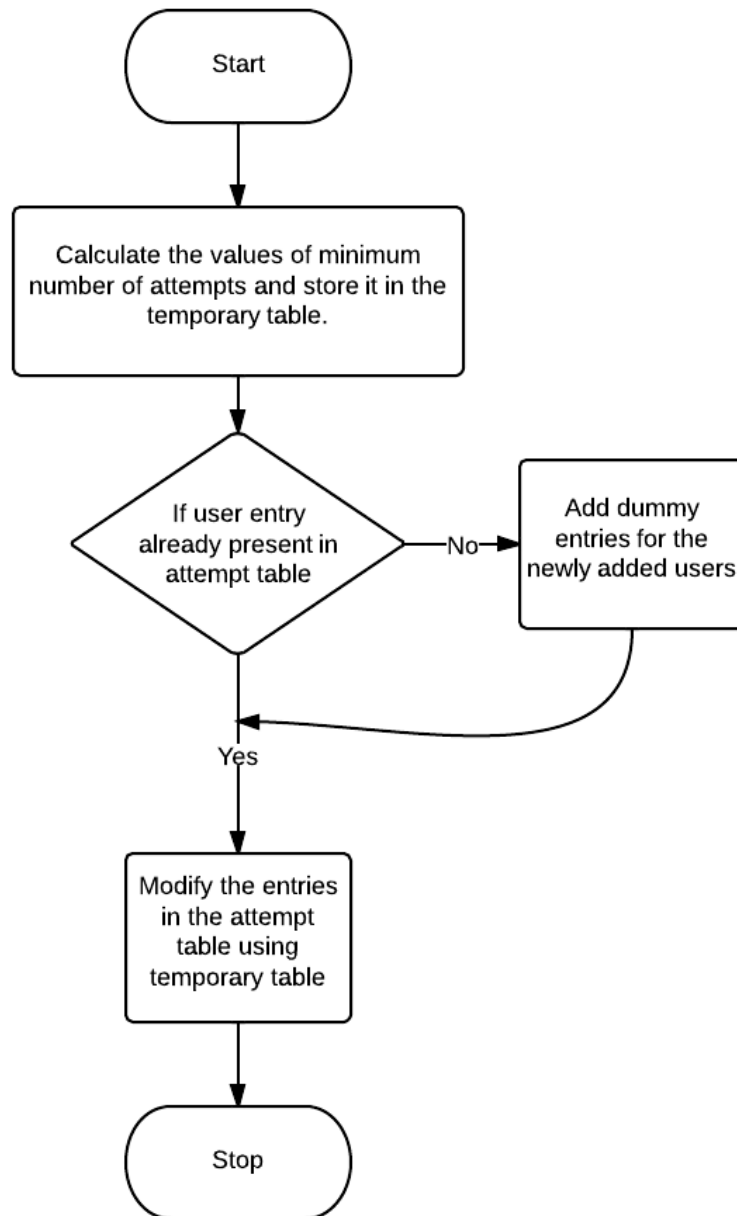 Start
Calculate the values of minimum
number of attempts and store it in the
temporary table.
If user entry
already present in
attempt table
No
Add dummy
entries for the
newly added users
Yes
Modify the entries
in the attempt
table using
temporary table
Stop